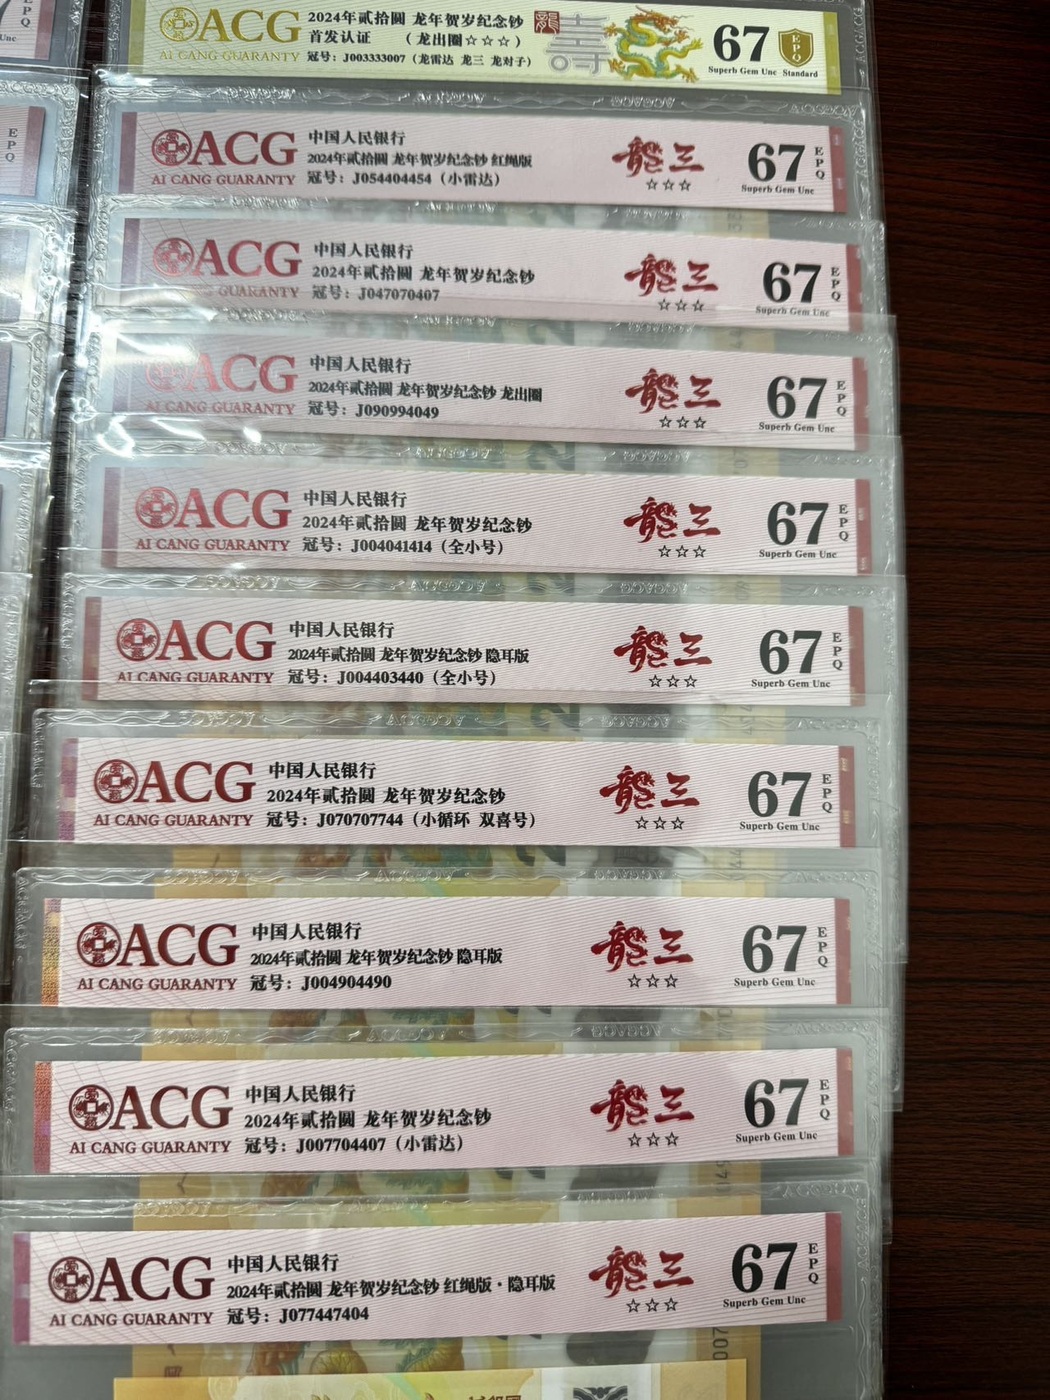 ACG
AI CANG GUARANTY
2024年贰拾圆 龙年贺岁纪念钞
首发认证 （龙出圈☆☆☆）
冠号：J003333007（龙雷达 龙三 龙对子）
龍
壽
67
EPQ
Superb Gem Unc Standard
ACG
AI CANG GUARANTY
中国人民银行
2024年贰拾圆 龙年贺岁纪念钞 红绳版
冠号：J054404454（小雷达）
龍三
☆☆☆
67
EPQ
Superb Gem Unc
ACG
GUARANTY
中国人民银行
2024年贰拾圆 龙年贺岁纪念钞
冠号：J047070407
龍三
☆☆☆
67
EPQ
Superb Gem Unc
ACG
AI CANG GUARANTY
中国人民银行
2024年贰拾圆 龙年贺岁纪念钞 龙出圈
冠号：J090994049
龍三
☆☆☆
67
EPQ
Superb Gem Unc
ACG
AI CANG GUARANTY
中国人民银行
2024年贰拾圆 龙年贺岁纪念钞
冠号：J004041414（全小号）
龍三
☆☆☆
67
EPQ
Superb Gem Unc
ACG
AI CANG GUARANTY
中国人民银行
2024年贰拾圆 龙年贺岁纪念钞 隐耳版
冠号：J004403440（全小号）
龍三
☆☆☆
67
EPQ
Superb Gem Unc
ACG
AI CANG GUARANTY
中国人民银行
2024年贰拾圆 龙年贺岁纪念钞
冠号：J070707744（小循环 双喜号）
龍三
☆☆☆
67
EPQ
Superb Gem Unc
ACG
AI CANG GUARANTY
中国人民银行
2024年贰拾圆 龙年贺岁纪念钞 隐耳版
冠号：J004904490
龍三
☆☆☆
67
EPQ
Superb Gem Unc
ACG
AI CANG GUARANTY
中国人民银行
2024年贰拾圆 龙年贺岁纪念钞
冠号：J007704407（小雷达）
龍三
☆☆☆
67
EPQ
Superb Gem Unc
ACG
AI CANG GUARANTY
中国人民银行
2024年贰拾圆 龙年贺岁纪念钞 红绳版·隐耳版
冠号：J077447404
龍三
☆☆☆
67
EPQ
Superb Gem Unc